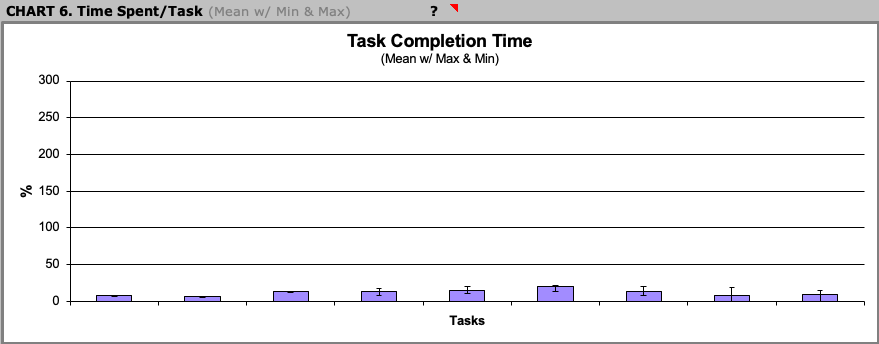 CHART 6. Time Spent/Task (Mean w/ Min & Max) ?
Task Completion Time
(Mean w/ Max & Min)
300
250
200
150
100
50
0
%
Tasks